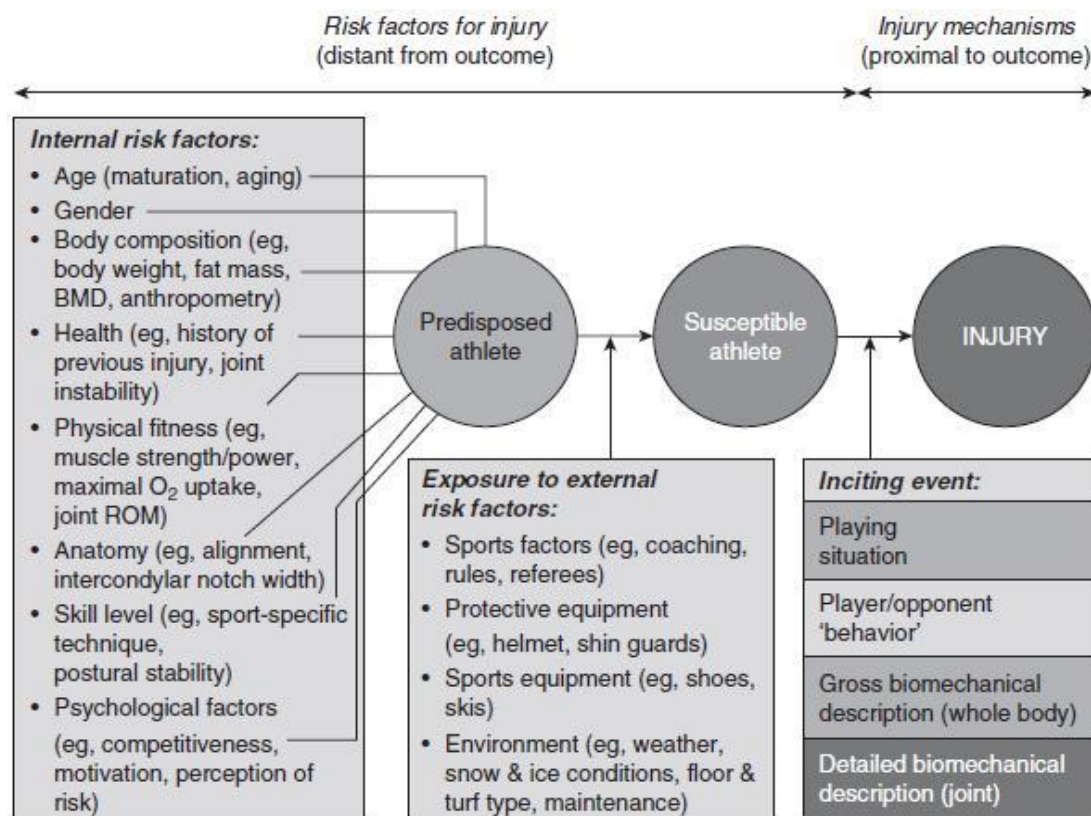 Risk factors for injury
(distant from outcome)
Injury mechanisms
(proximal to outcome)
Internal risk factors:
• Age (maturation, aging)
• Gender
• Body composition (eg,
body weight, fat mass,
BMD, anthropometry)
• Health (eg, history of
previous injury, joint
instability)
• Physical fitness (eg,
muscle strength/power,
maximal O₂ uptake,
joint ROM)
• Anatomy (eg, alignment,
intercondylar notch width)
• Skill level (eg, sport-specific
technique,
postural stability)
• Psychological factors
(eg, competitiveness,
motivation, perception of
risk)
Predisposed
athlete
Susceptible
athlete
INJURY
Exposure to external
risk factors:
• Sports factors (eg, coaching,
rules, referees)
• Protective equipment
(eg, helmet, shin guards)
• Sports equipment (eg, shoes,
skis)
• Environment (eg, weather,
snow & ice conditions, floor &
turf type, maintenance)
Inciting event:
Playing
situation
Player/opponent
‘behavior’
Gross biomechanical
description (whole body)
Detailed biomechanical
description (joint)